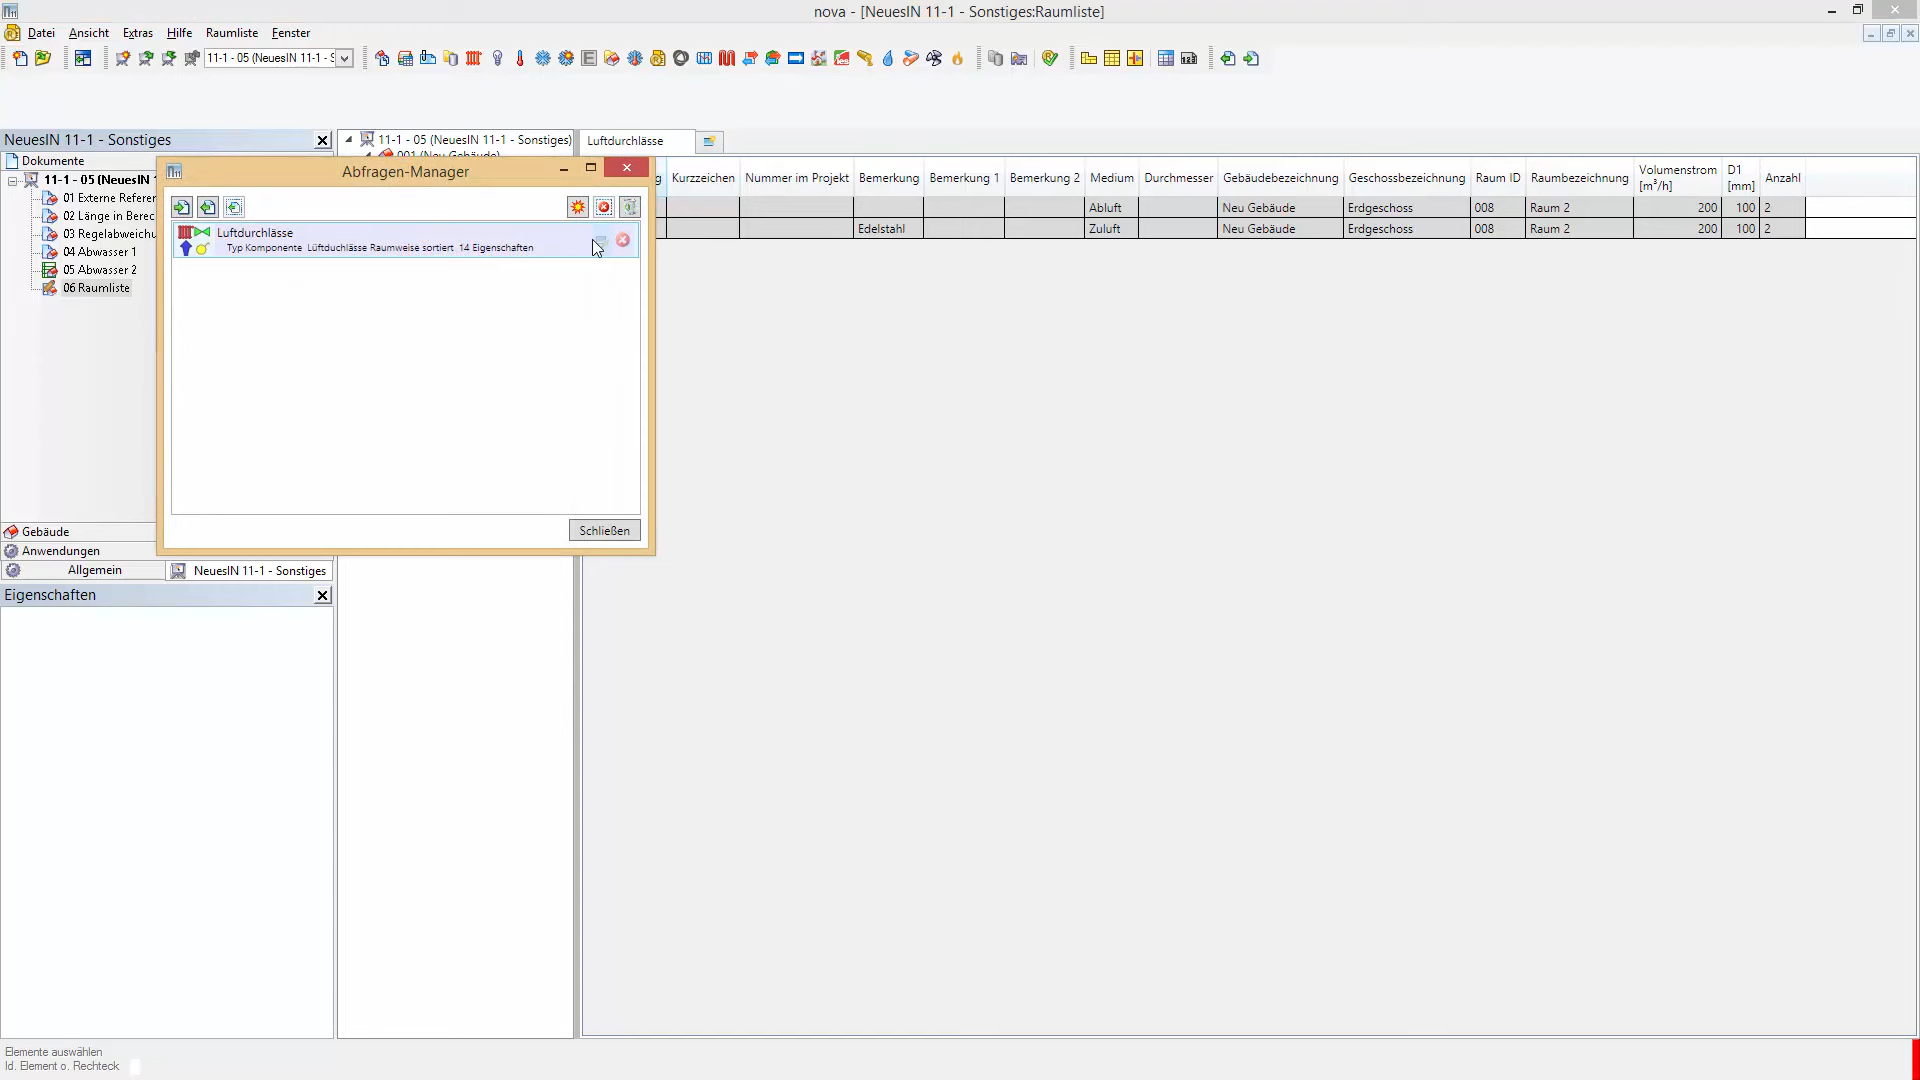 nova - [NeuesIN 11-1 - Sonstiges:Raumliste]
Datei Ansicht Extras Hilfe Raumliste Fenster
11-1 - 05 (NeuesIN 11-1 - S
NeuesIN 11-1 - Sonstiges
Dokumente
11-1 - 05 (NeuesIN
01 Externe Referen
02 Länge in Berec
03 Regelabweichu
04 Abwasser 1
05 Abwasser 2
06 Raumliste
Gebäude
Anwendungen
Allgemein
NeuesIN 11-1 - Sonstiges
Eigenschaften
11-1 - 05 (NeuesIN 11-1 - Sonstiges)
001 (Neu Gebäude)
Abfragen-Manager
Luftdurchlässe
Typ Komponente Lüftduchlässe Raumweise sortiert 14 Eigenschaften
Schließen
Luftdurchlässe
g Kurzzeichen Nummer im Projekt Bemerkung Bemerkung 1 Bemerkung 2 Medium Durchmesser Gebäudebezeichnung Geschossbezeichnung Raum ID Raumbezeichnung Volumenstrom [m³/h] D1 [mm] Anzahl
Abluft Neu Gebäude Erdgeschoss 008 Raum 2 200 100 2
Edelstahl Zuluft Neu Gebäude Erdgeschoss 008 Raum 2 200 100 2
Elemente auswählen
Id. Element o. Rechteck